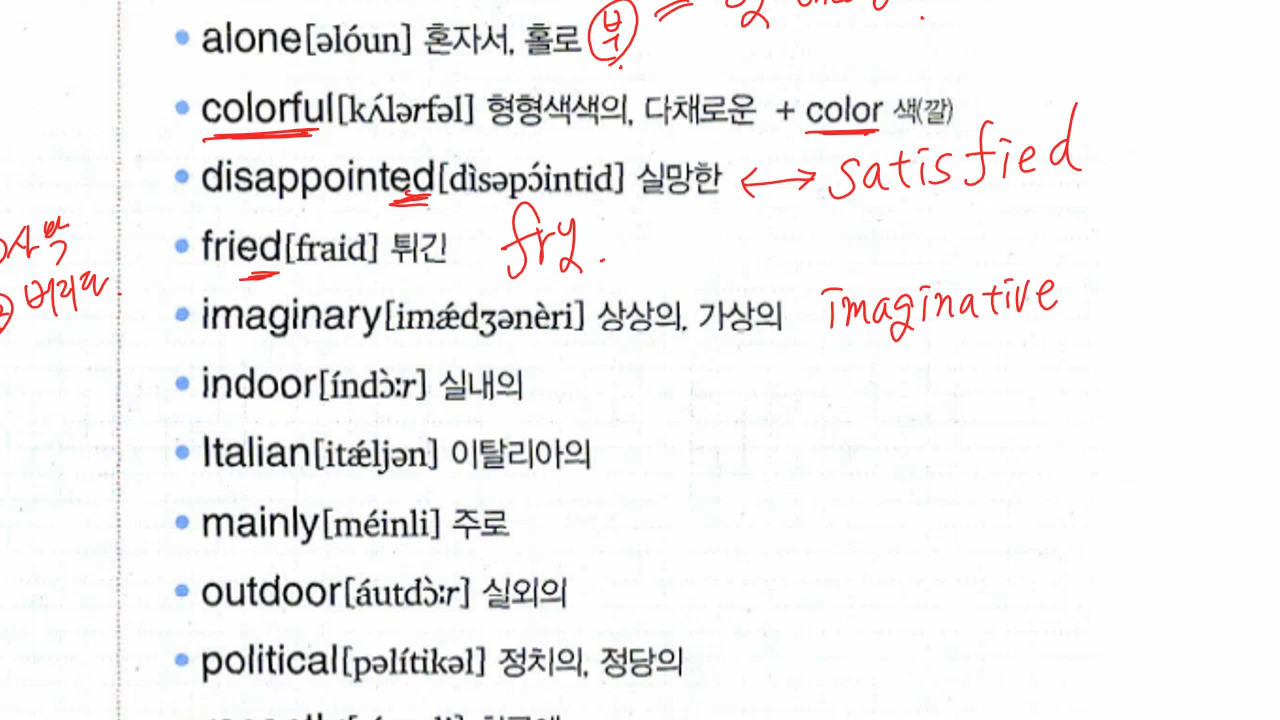 alone[əlóun] 혼자서, 홀로 부 =
colorful[kʌ́lərfəl] 형형색색의, 다채로운 + color 색(깔)
disappointed[dìsəpɔ́intid] 실망한 ↔ satisfied
fried[fraid] 튀긴 fry.
imaginary[imǽdʒənèri] 상상의, 가상의 imaginative
indoor[índɔ̀ːr] 실내의
Italian[itǽljən] 이탈리아의
mainly[méinli] 주로
outdoor[áutdɔ̀ːr] 실외의
political[pəlítikəl] 정치의, 정당의